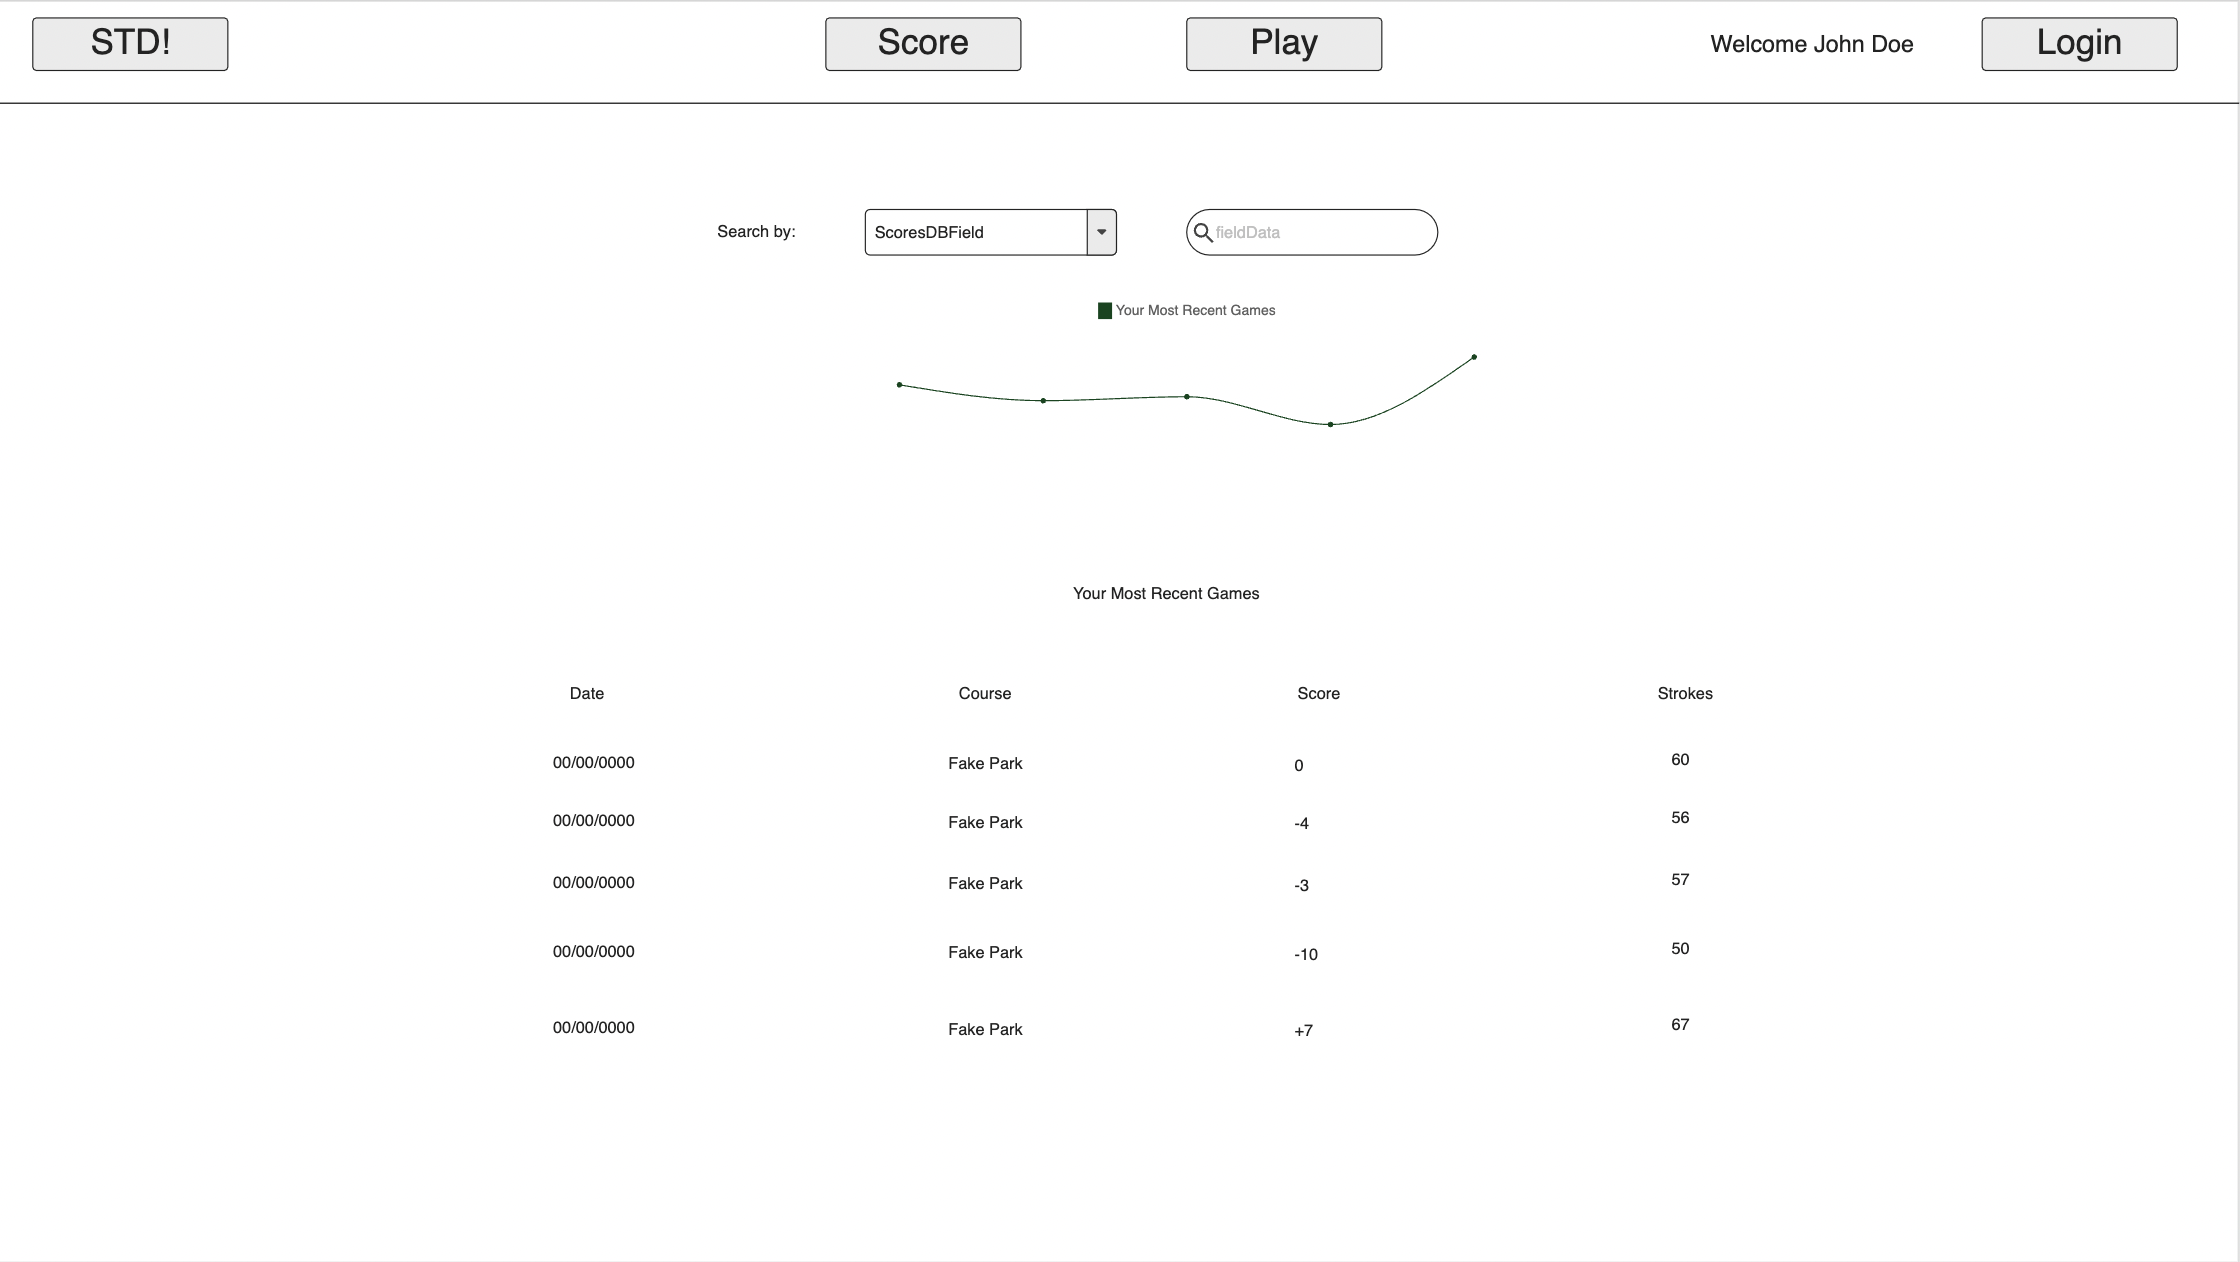 STD!
Score
Play
Welcome John Doe
Login
Search by:
ScoresDBField
fieldData
Your Most Recent Games
Your Most Recent Games
Date Course Score Strokes
00/00/0000 Fake Park 0 60
00/00/0000 Fake Park -4 56
00/00/0000 Fake Park -3 57
00/00/0000 Fake Park -10 50
00/00/0000 Fake Park +7 67